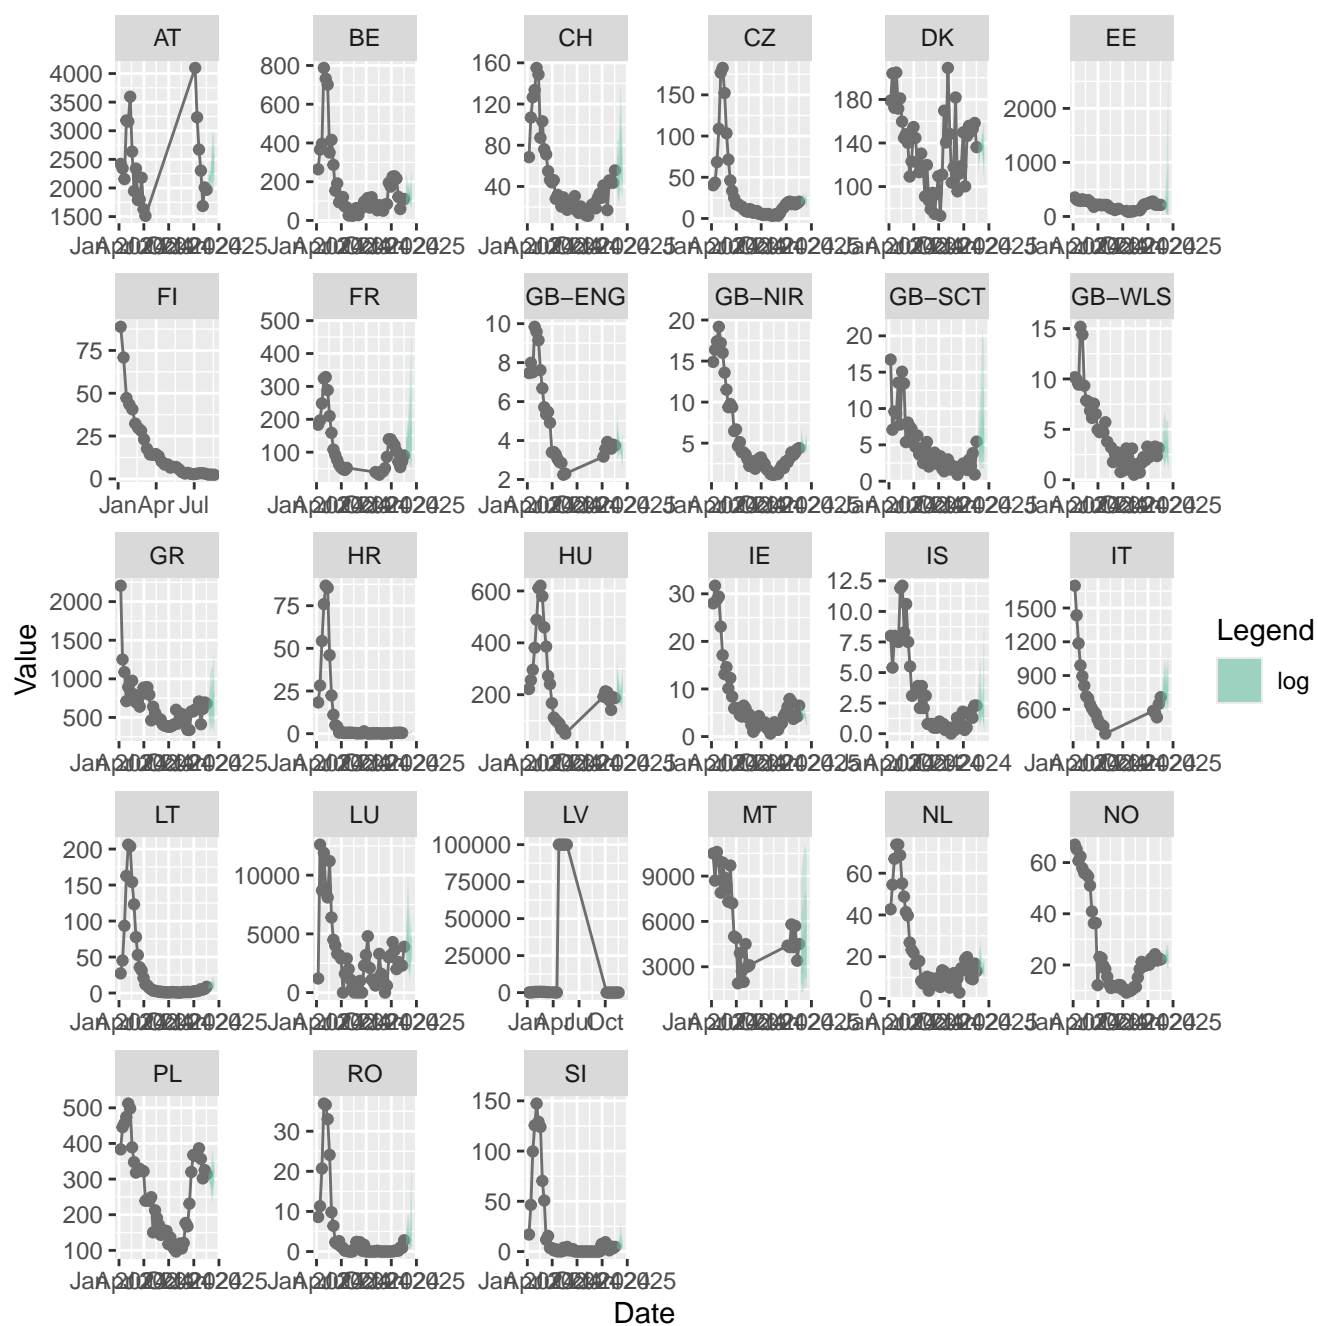 AT BE CH CZ DK EE
4000 3500 3000 2500 2000 1500
800 600 400 200 0
160 120 80 40
150 100 50 0
180 140 100
2000 1000 0
FI FR GB−ENG GB−NIR GB−SCT GB−WLS
75 50 25 0
Jan Apr Jul
500 400 300 200 100
10 8 6 4 2
20 15 10 5
20 15 10 5 0
15 10 5 0
GR HR HU IE IS IT
2000 1500 1000 500
75 50 25 0
600 400 200
30 20 10 0
12.5 10.0 7.5 5.0 2.5 0.0
1500 1200 900 600
LT LU LV MT NL NO
200 150 100 50 0
10000 5000 0
100000 75000 50000 25000 0
Jan Apr Jul Oct
9000 6000 3000
60 40 20 0
60 40 20
PL RO SI
500 400 300 200 100
30 20 10 0
150 100 50 0
Value
Date
Legend
log